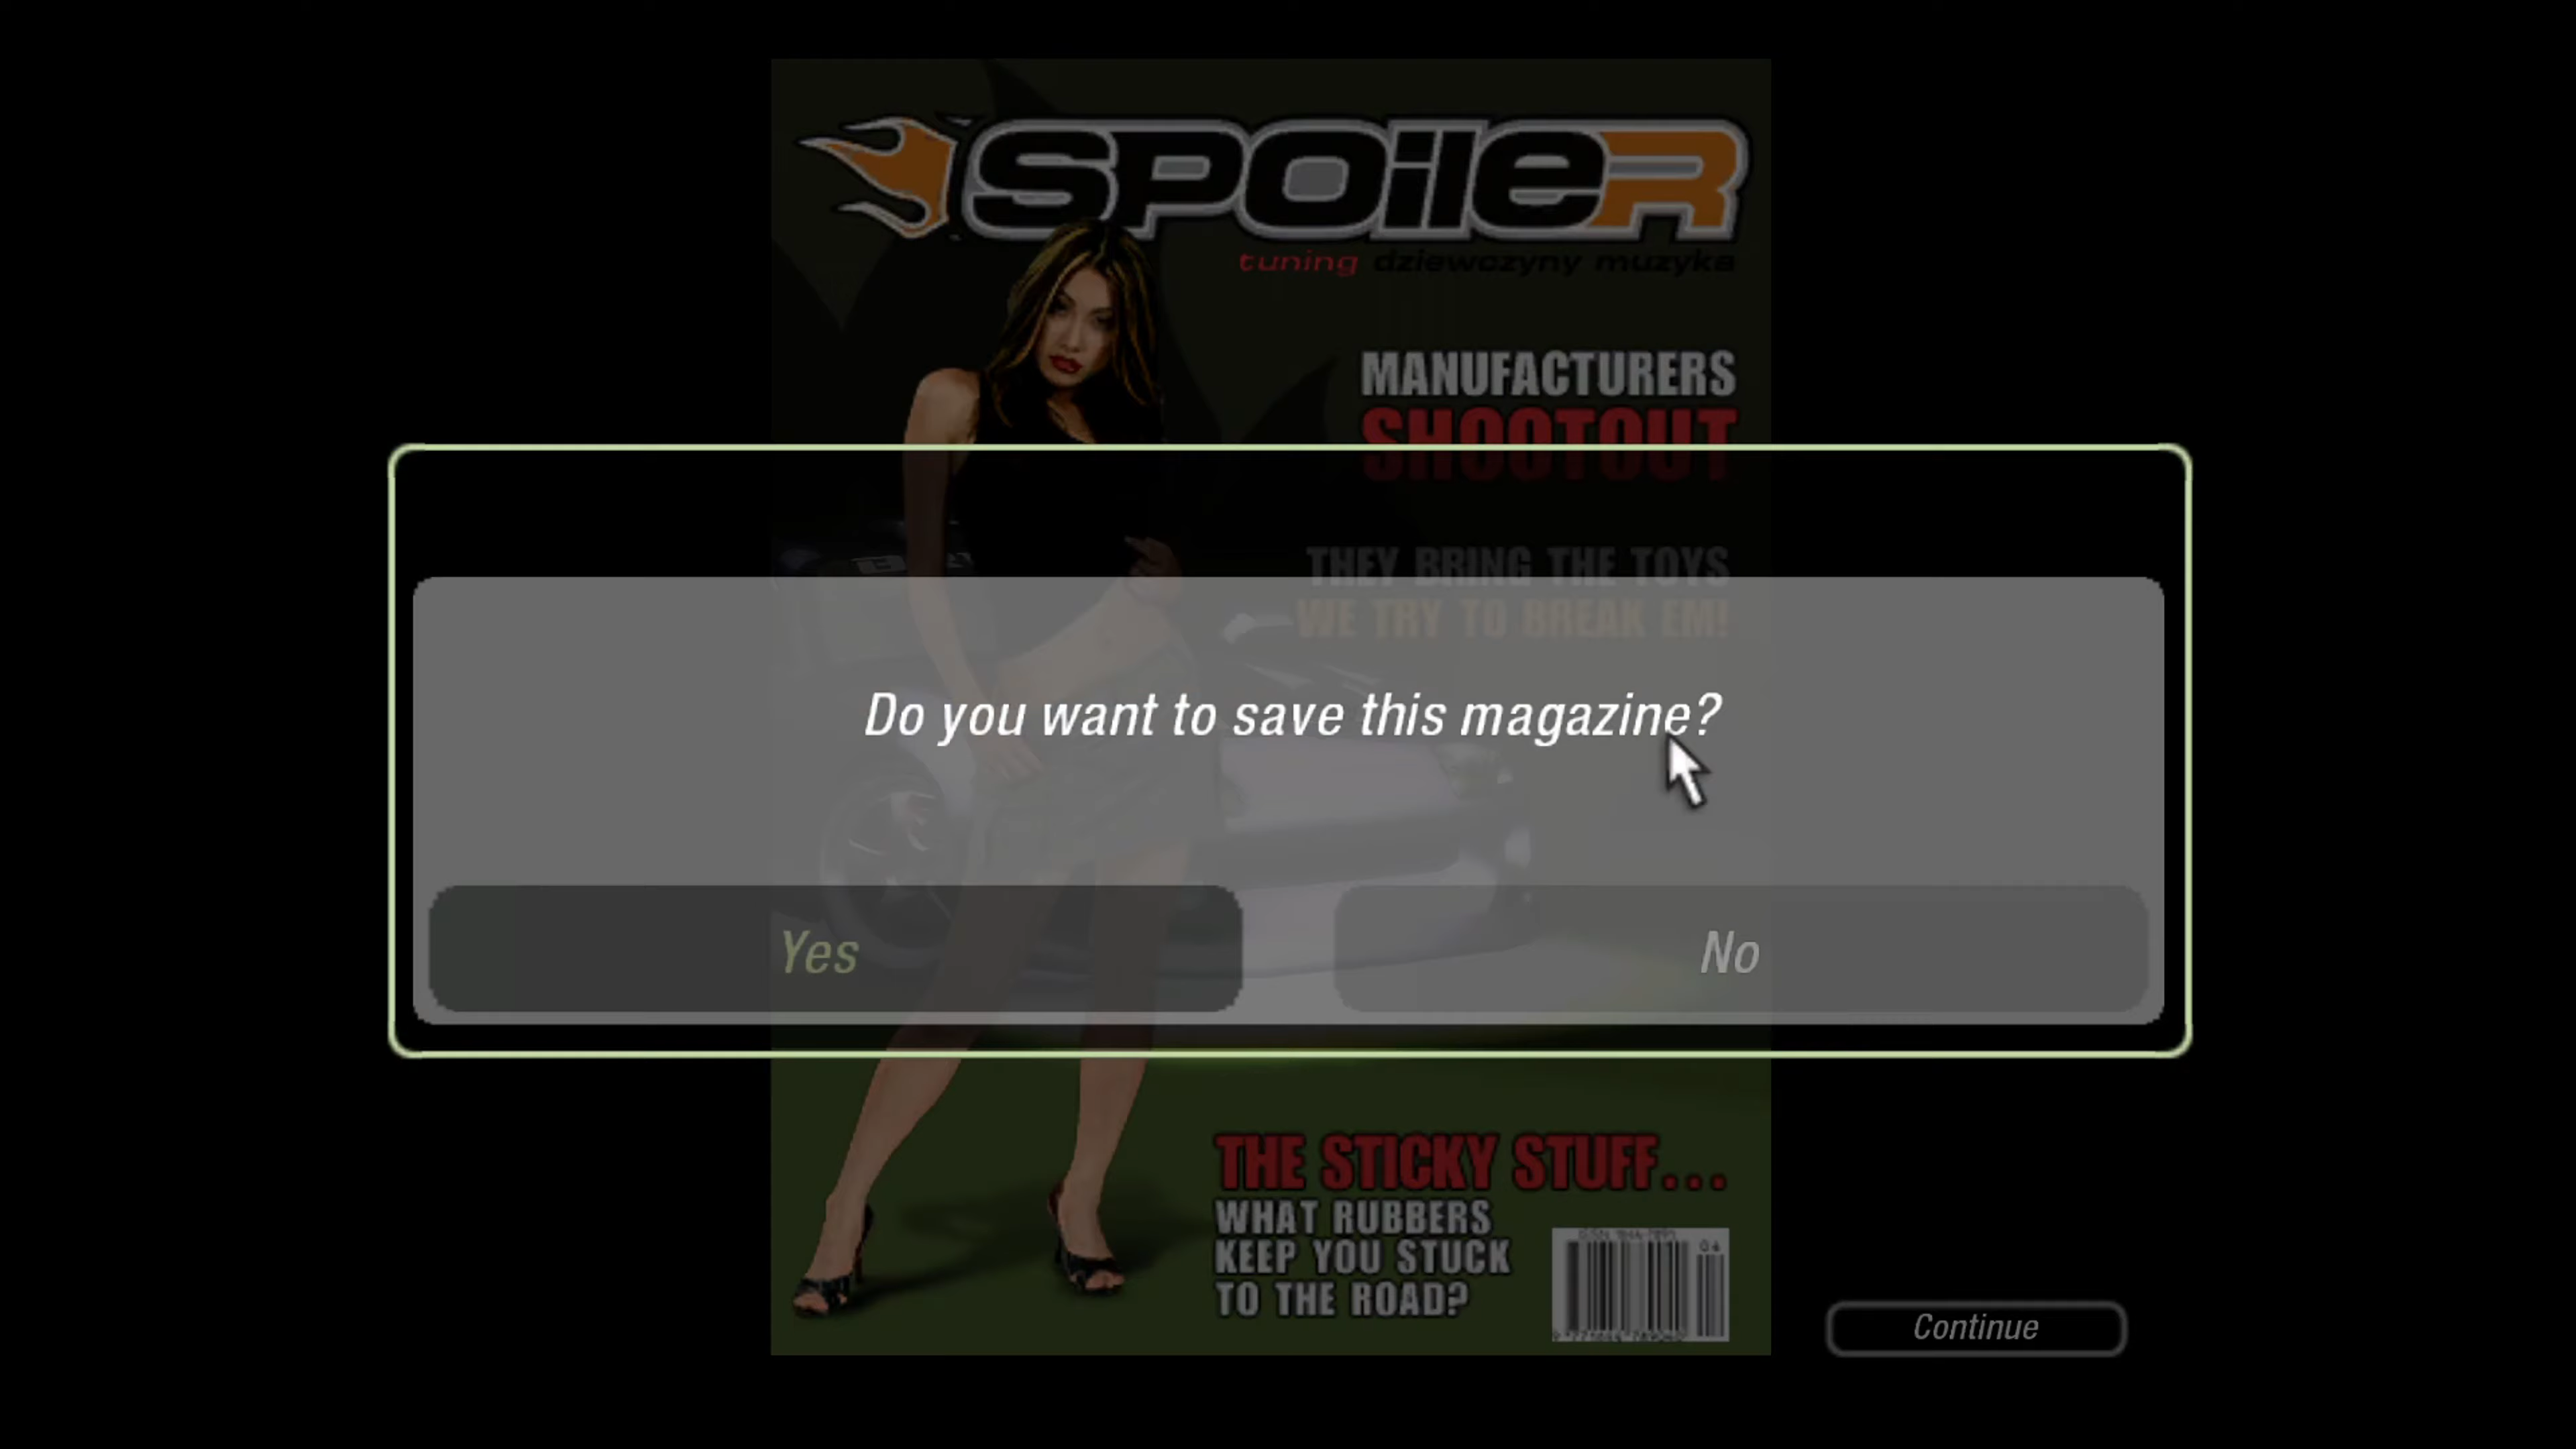 SPOILER
tuning dziewczyny muzyka
MANUFACTURERS
SHOOTOUT
THEY BRING THE TOYS
WE TRY TO BREAK EM!
Do you want to save this magazine?
Yes
No
THE STICKY STUFF...
WHAT RUBBERS
KEEP YOU STUCK
TO THE ROAD?
04
Continue